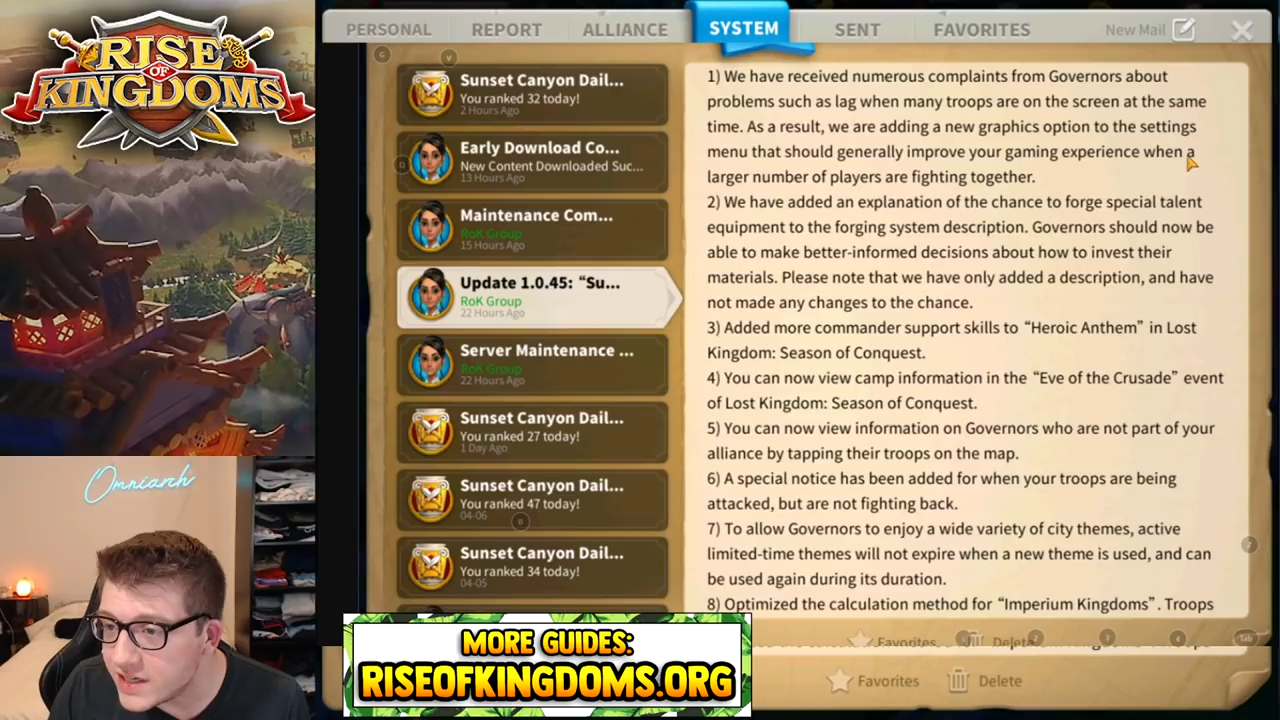 RISE
OF
KINGDOMS
PERSONAL
REPORT
ALLIANCE
SYSTEM
SENT
FAVORITES
New Mail
Sunset Canyon Dail...
You ranked 32 today!
2 Hours Ago
Early Download Co...
New Content Downloaded Suc...
13 Hours Ago
Maintenance Com...
RoK Group
15 Hours Ago
Update 1.0.45: “Su...
RoK Group
22 Hours Ago
Server Maintenance ...
RoK Group
22 Hours Ago
Sunset Canyon Dail...
You ranked 27 today!
1 Day Ago
Sunset Canyon Dail...
You ranked 47 today!
04-06
Sunset Canyon Dail...
You ranked 34 today!
04-05
1) We have received numerous complaints from Governors about
problems such as lag when many troops are on the screen at the same
time. As a result, we are adding a new graphics option to the settings
menu that should generally improve your gaming experience when a
larger number of players are fighting together.
2) We have added an explanation of the chance to forge special talent
equipment to the forging system description. Governors should now be
able to make better-informed decisions about how to invest their
materials. Please note that we have only added a description, and have
not made any changes to the chance.
3) Added more commander support skills to “Heroic Anthem” in Lost
Kingdom: Season of Conquest.
4) You can now view camp information in the “Eve of the Crusade” event
of Lost Kingdom: Season of Conquest.
5) You can now view information on Governors who are not part of your
alliance by tapping their troops on the map.
6) A special notice has been added for when your troops are being
attacked, but are not fighting back.
7) To allow Governors to enjoy a wide variety of city themes, active
limited-time themes will not expire when a new theme is used, and can
be used again during its duration.
8) Optimized the calculation method for “Imperium Kingdoms”. Troops
Favorites
Delete
Favorites
Delete
Omniarch
MORE GUIDES:
RISEOFKINGDOMS.ORG